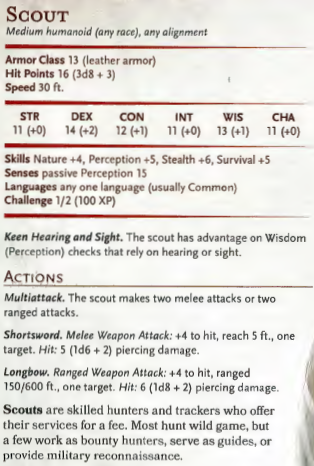 SCOUT
Medium humanoid (any race), any alignment
Armor Class 13 (leather armor)
Hit Points 16 (3d8 + 3)
Speed 30 ft.
STR DEX CON INT WIS CHA
11 (+0) 14 (+2) 12 (+1) 11 (+0) 13 (+1) 11 (+0)
Skills Nature +4, Perception +5, Stealth +6, Survival +5
Senses passive Perception 15
Languages any one language (usually Common)
Challenge 1/2 (100 XP)
Keen Hearing and Sight. The scout has advantage on Wisdom
(Perception) checks that rely on hearing or sight.
ACTIONS
Multiattack. The scout makes two melee attacks or two
ranged attacks.
Shortsword. Melee Weapon Attack: +4 to hit, reach 5 ft., one
target. Hit: 5 (1d6 + 2) piercing damage.
Longbow. Ranged Weapon Attack: +4 to hit, ranged
150/600 ft., one target. Hit: 6 (1d8 + 2) piercing damage.
Scouts are skilled hunters and trackers who offer
their services for a fee. Most hunt wild game, but
a few work as bounty hunters, serve as guides, or
provide military reconnaissance.